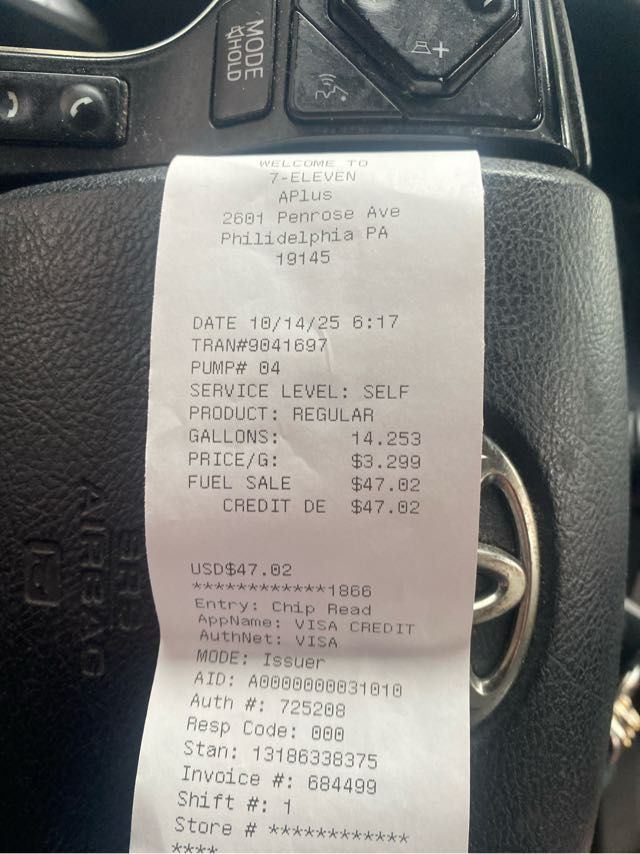 MODE
HOLD
WELCOME TO
7-ELEVEN
APlus
2601 Penrose Ave
Philidelphia PA
19145
DATE 10/14/25 6:17
TRAN#9041697
PUMP# 04
SERVICE LEVEL: SELF
PRODUCT: REGULAR
GALLONS: 14.253
PRICE/G: $3.299
FUEL SALE $47.02
CREDIT DE $47.02
USD$47.02
************1866
Entry: Chip Read
AppName: VISA CREDIT
AuthNet: VISA
MODE: Issuer
AID: A0000000031010
Auth #: 725208
Resp Code: 000
Stan: 13186338375
Invoice #: 684499
Shift #: 1
Store # ************
****
SRS
AIRBAG